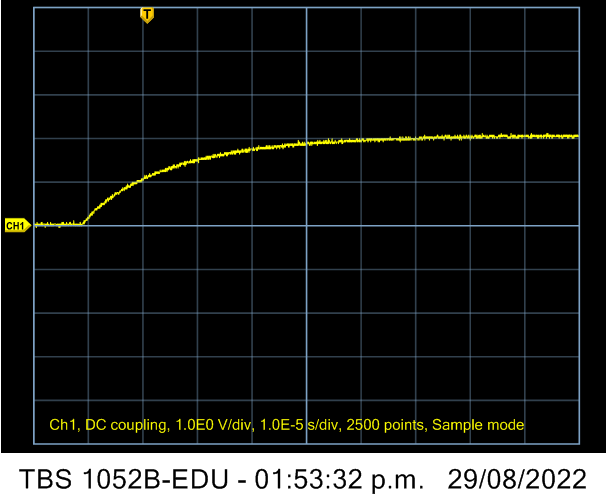 T
CH1
Ch1, DC coupling, 1.0E0 V/div, 1.0E-5 s/div, 2500 points, Sample mode
TBS 1052B-EDU - 01:53:32 p.m. 29/08/2022